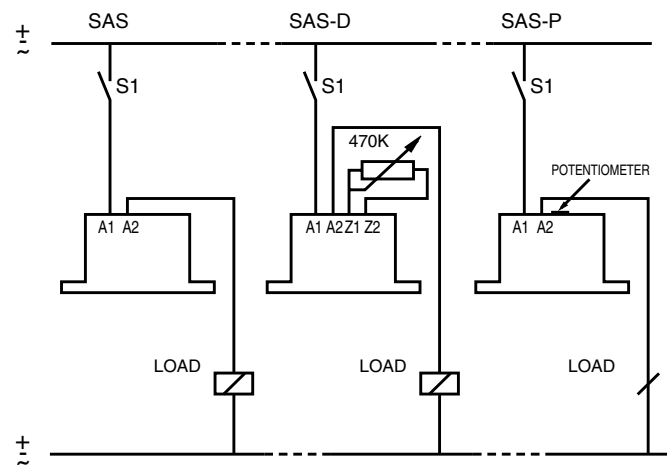 SAS SAS-D SAS-P
±
~
S1 S1 S1
470K
POTENTIOMETER
A1 A2 A1 A2 Z1 Z2 A1 A2
LOAD LOAD LOAD
±
~